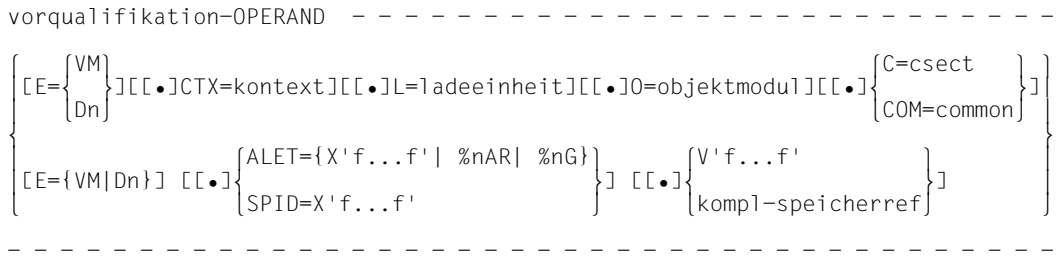 vorqualifikation-OPERAND – – – – – – – – – – – – – – – – – – – – – – – – – – – – –
VM C=csect
[E={ }][[•]CTX=kontext][[•]L=ladeeinheit][[•]O=objektmodul][[•]{ }]
Dn COM=common
ALET={X'f...f'| %nAR| %nG} V'f...f'
[E={VM|Dn}] [[•]{ }] [[•]{ }]
SPID=X'f...f' kompl-speicherref
– – – – – – – – – – – – – – – – – – – – – – – – – – – – – – – – – – – – – – – – – –